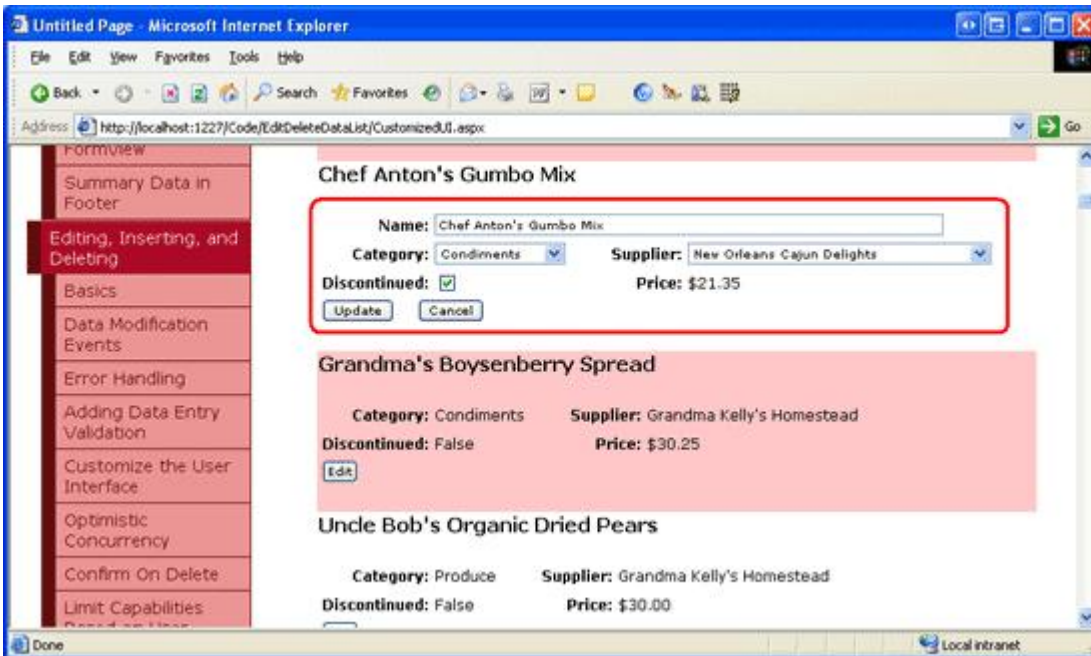 Untitled Page - Microsoft Internet Explorer
File Edit View Favorites Tools Help
Back Search Favorites
Address http://localhost:1227/Code/EditDeleteDataList/CustomizedUI.aspx Go
FormView
Summary Data in
Footer
Editing, Inserting, and
Deleting
Basics
Data Modification
Events
Error Handling
Adding Data Entry
Validation
Customize the User
Interface
Optimistic
Concurrency
Confirm On Delete
Limit Capabilities
Based on User
Chef Anton's Gumbo Mix
Name: Chef Anton's Gumbo Mix
Category: Condiments Supplier: New Orleans Cajun Delights
Discontinued: Price: $21.35
Update Cancel
Grandma's Boysenberry Spread
Category: Condiments Supplier: Grandma Kelly's Homestead
Discontinued: False Price: $30.25
Edit
Uncle Bob's Organic Dried Pears
Category: Produce Supplier: Grandma Kelly's Homestead
Discontinued: False Price: $30.00
Done Local intranet